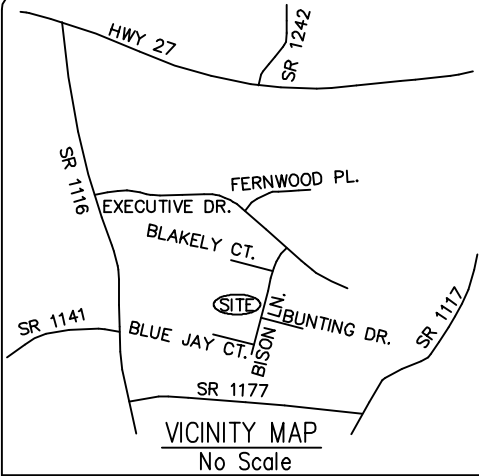 HWY 27
SR 1242
SR 1116
FERNWOOD PL.
EXECUTIVE DR.
BLAKELY CT.
SITE
BISON LN.
BUNTING DR.
SR 1117
SR 1141
BLUE JAY CT.
SR 1177
VICINITY MAP
No Scale